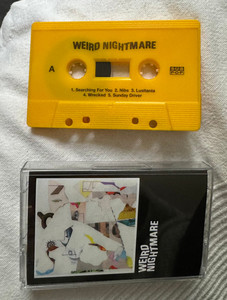 WEIRD NIGHTMARE
A
1. Searching For You 2. Nibs 3. Lusitania
4. Wrecked 5. Sunday Driver
WEIRD
NIGHTMARE